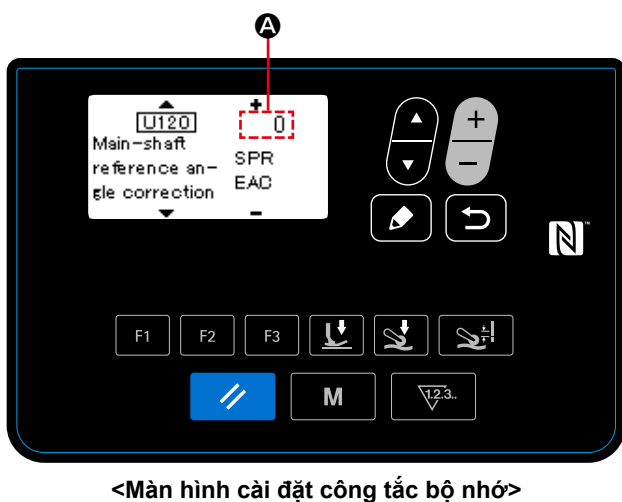 A
U120
+
0
Main-shaft
reference an-
gle correction
SPR
EAC
-
+
-
F1
F2
F3
M
1.2.3..
<Màn hình cài đặt công tắc bộ nhớ>